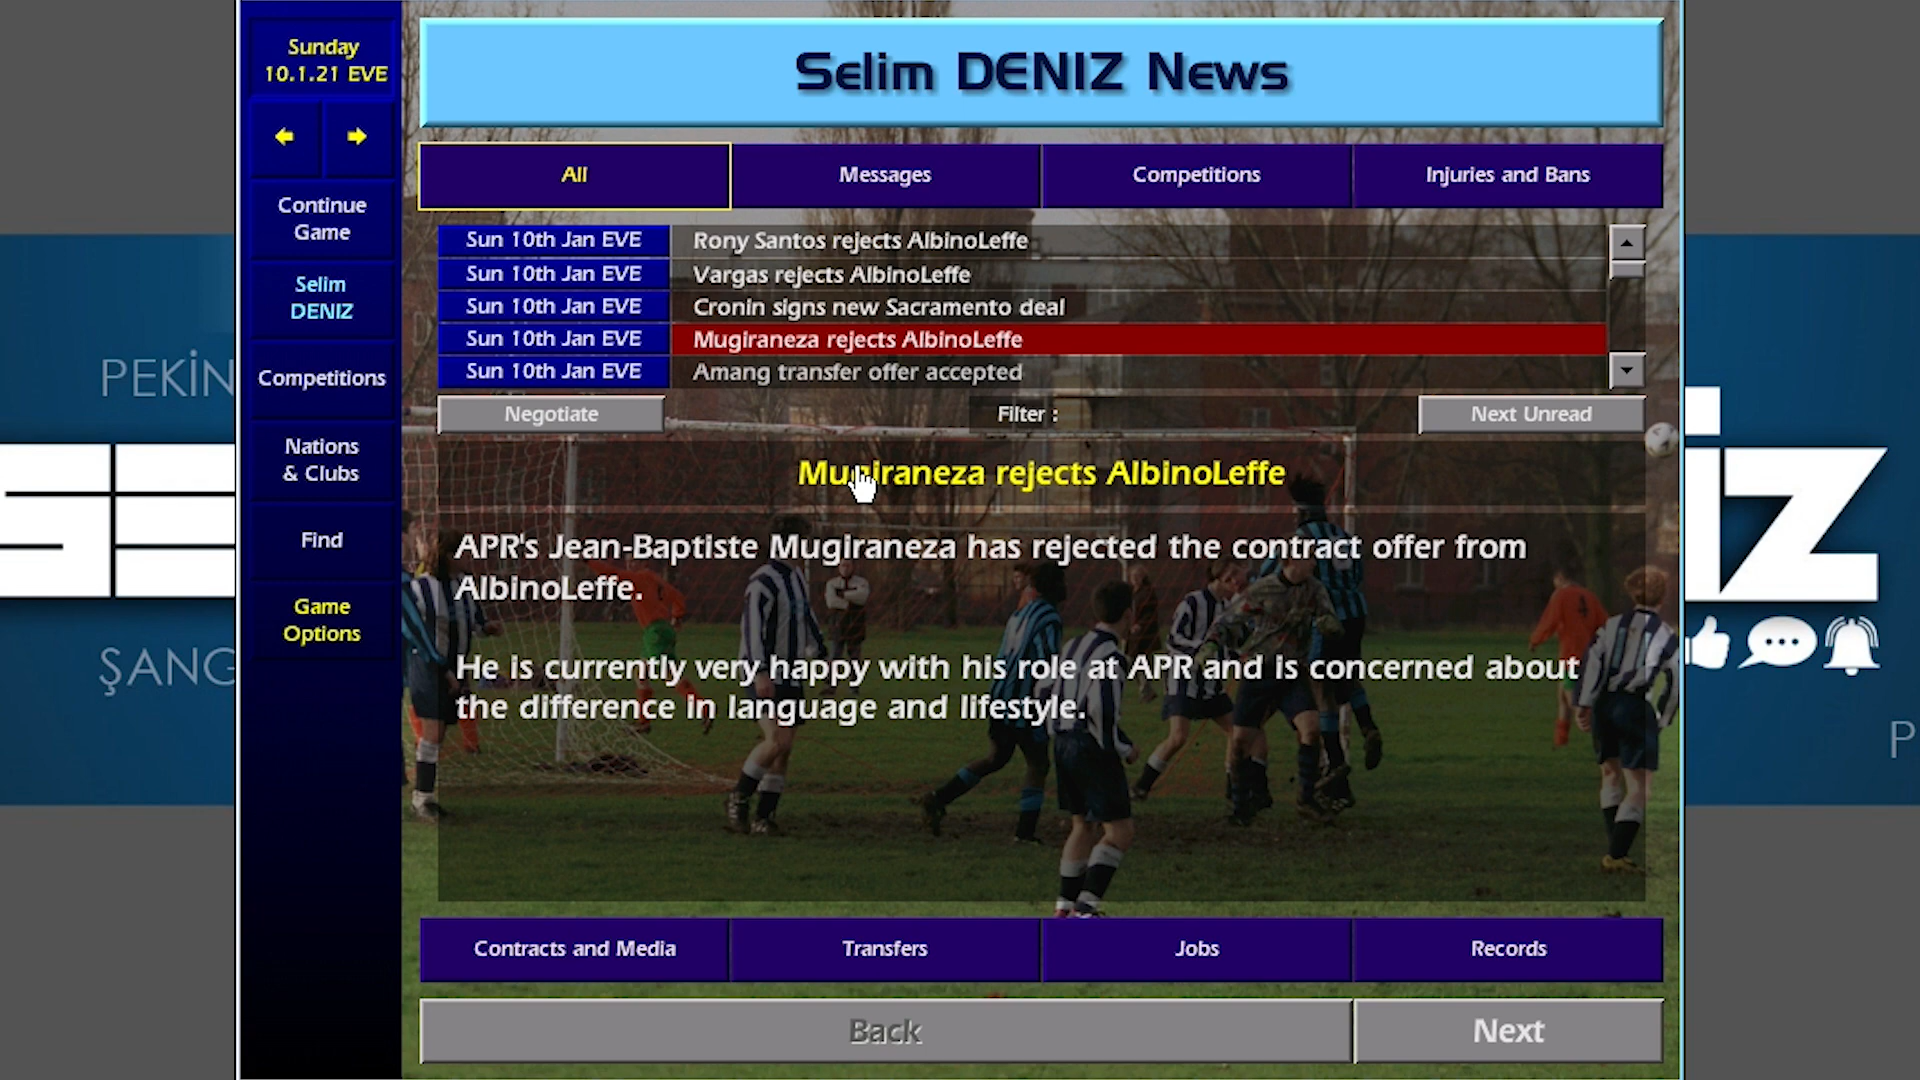 Sunday
10.1.21 EVE
Continue
Game
Selim
DENIZ
Competitions
Nations
& Clubs
Find
Game
Options
Selim DENIZ News
All
Messages
Competitions
Injuries and Bans
Sun 10th Jan EVE Rony Santos rejects AlbinoLeffe
Sun 10th Jan EVE Vargas rejects AlbinoLeffe
Sun 10th Jan EVE Cronin signs new Sacramento deal
Sun 10th Jan EVE Mugiraneza rejects AlbinoLeffe
Sun 10th Jan EVE Amang transfer offer accepted
Negotiate
Filter :
Next Unread
Mugiraneza rejects AlbinoLeffe
APR's Jean-Baptiste Mugiraneza has rejected the contract offer from
AlbinoLeffe.
He is currently very happy with his role at APR and is concerned about
the difference in language and lifestyle.
Contracts and Media
Transfers
Jobs
Records
Back
Next
PEKİN
ŞANG